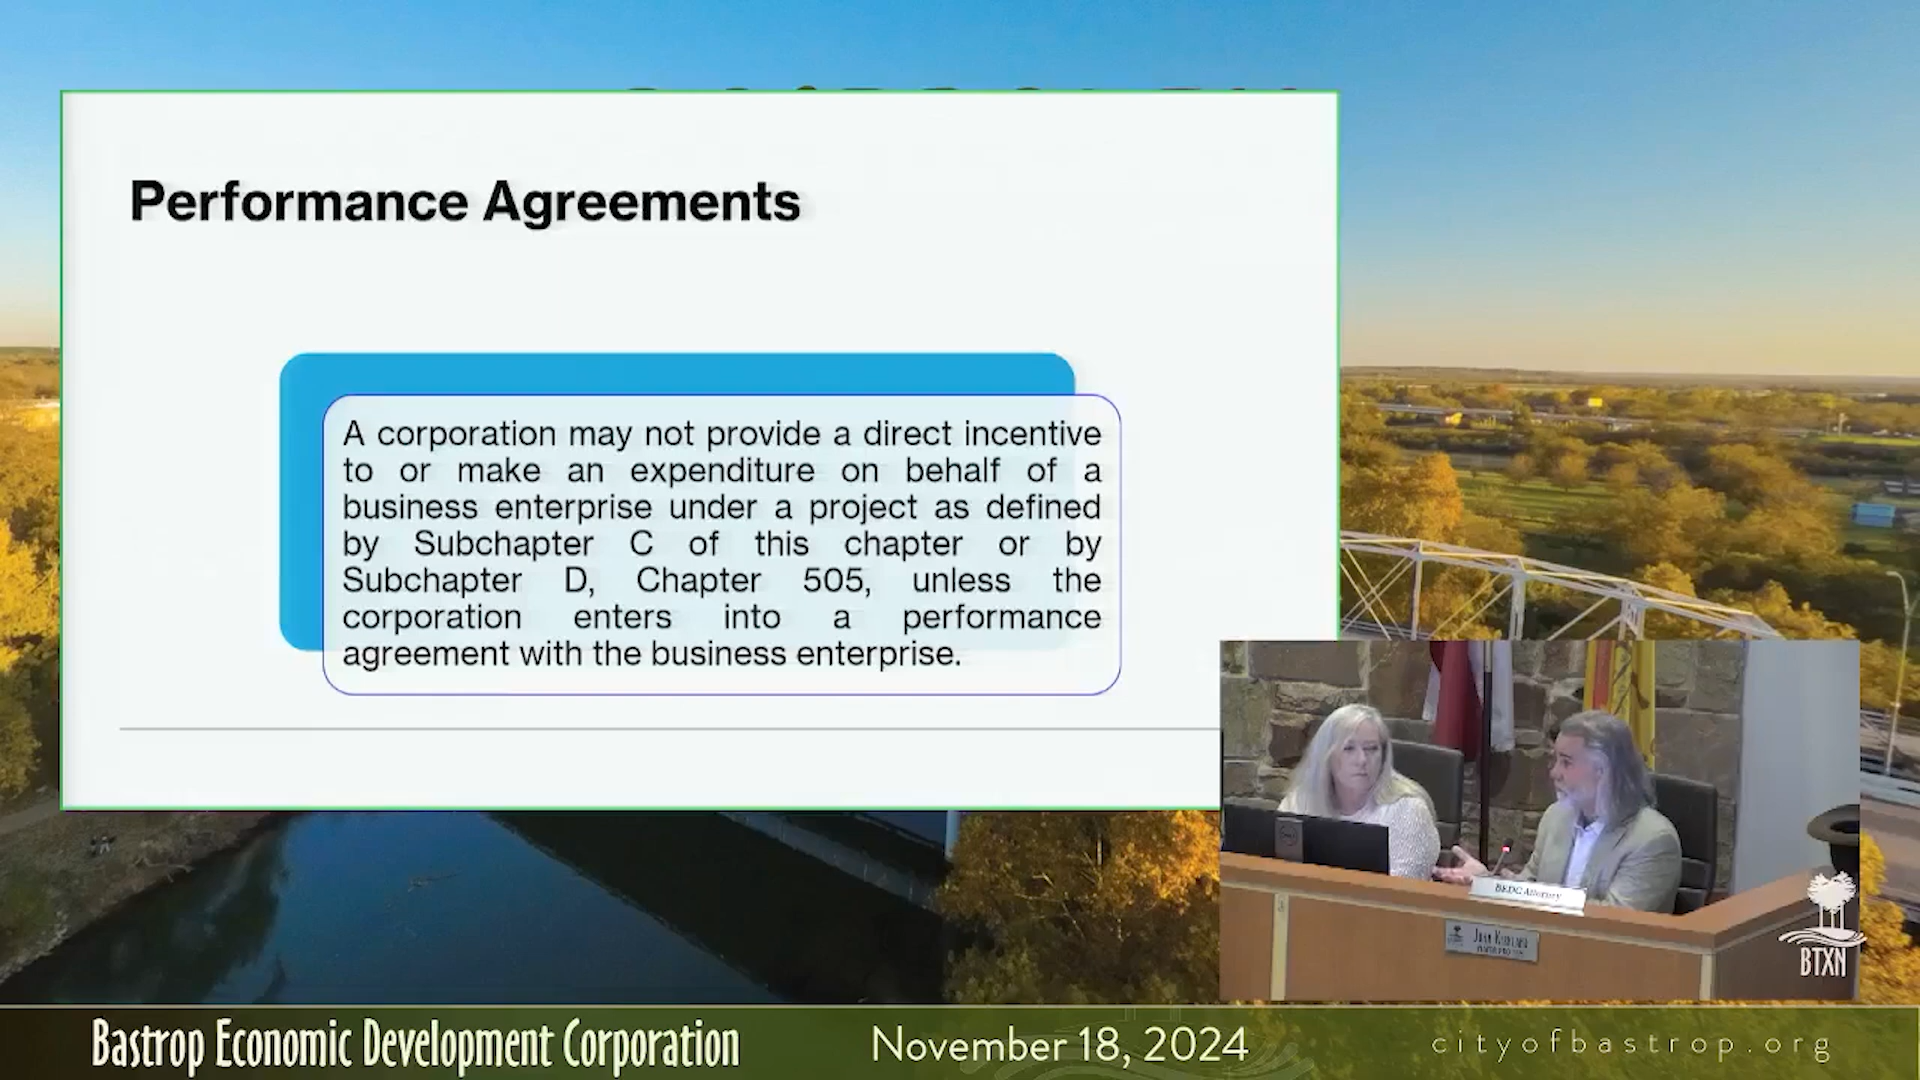 Performance Agreements
A corporation may not provide a direct incentive
to or make an expenditure on behalf of a
business enterprise under a project as defined
by Subchapter C of this chapter or by
Subchapter D, Chapter 505, unless the
corporation enters into a performance
agreement with the business enterprise.
BEDC Attorney
BTXN
Bastrop Economic Development Corporation
November 18, 2024
cityofbastrop.org